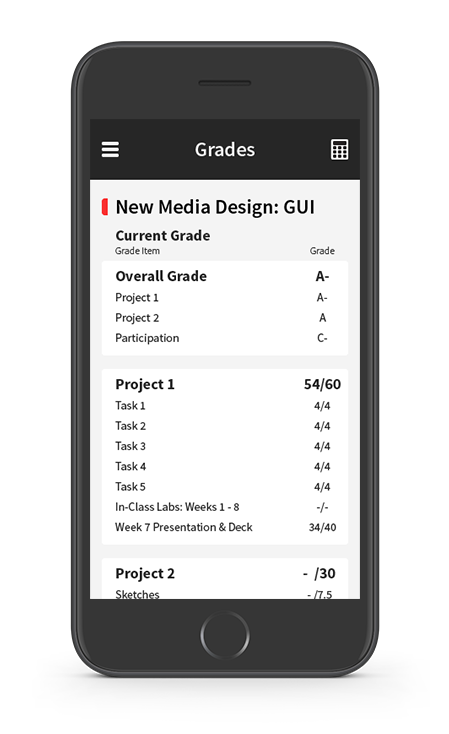 Grades
New Media Design: GUI
Current Grade
Grade Item Grade
Overall Grade A-
Project 1 A-
Project 2 A
Participation C-
Project 1 54/60
Task 1 4/4
Task 2 4/4
Task 3 4/4
Task 4 4/4
Task 5 4/4
In-Class Labs: Weeks 1 - 8 -/-
Week 7 Presentation & Deck 34/40
Project 2 - /30
Sketches - /7.5